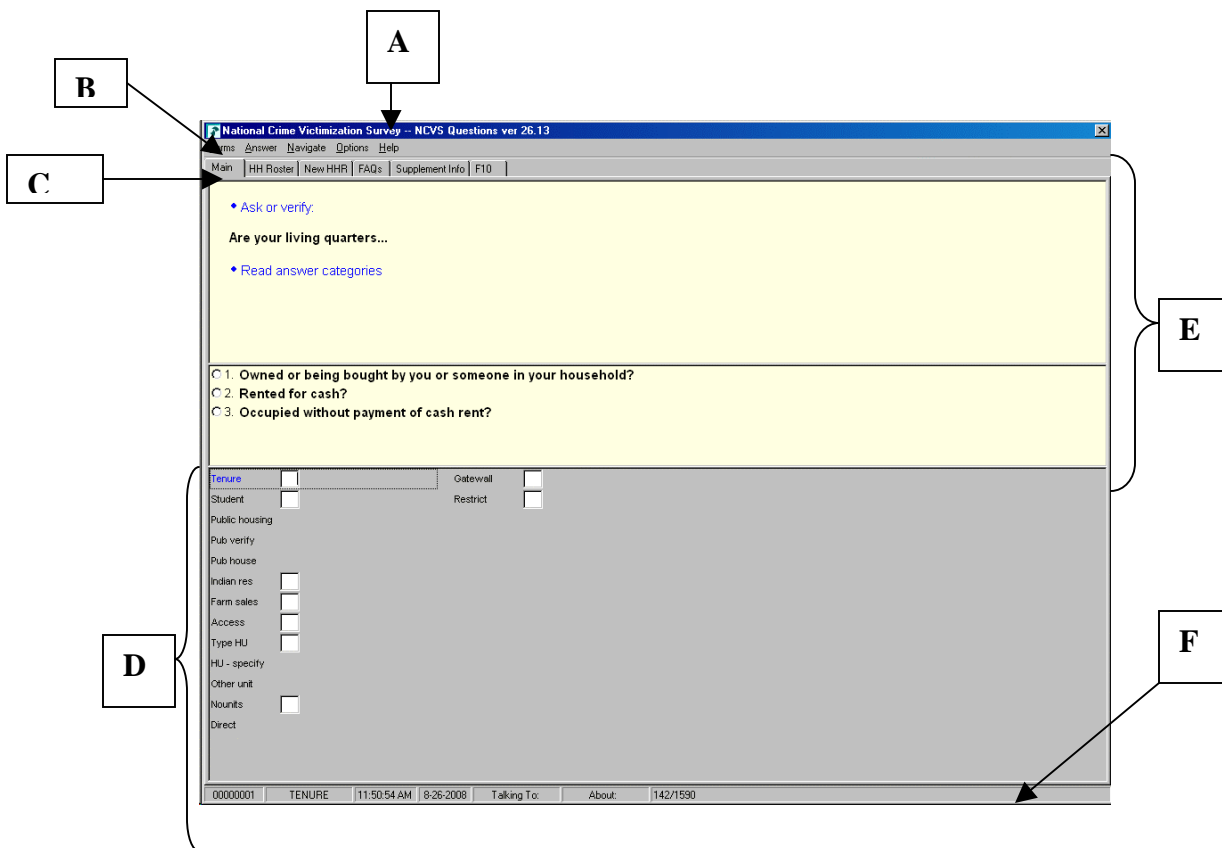 A
B
National Crime Victimization Survey -- NCVS Questions ver 26.13
Answer Navigate Options Help
Main HH Roster New HHR FAQs Supplement Info F10
C
Ask or verify:
Are your living quarters...
Read answer categories
E
1. Owned or being bought by you or someone in your household?
2. Rented for cash?
3. Occupied without payment of cash rent?
Tenure Gatewall
Student Restrict
Public housing
Pub verify
Pub house
Indian res
Farm sales
Access
Type HU
F
D
HU - specify
Other unit
Nounits
Direct
00000001 TENURE 11:50:54 AM 8-26-2008 Talking To: About: 142/1590